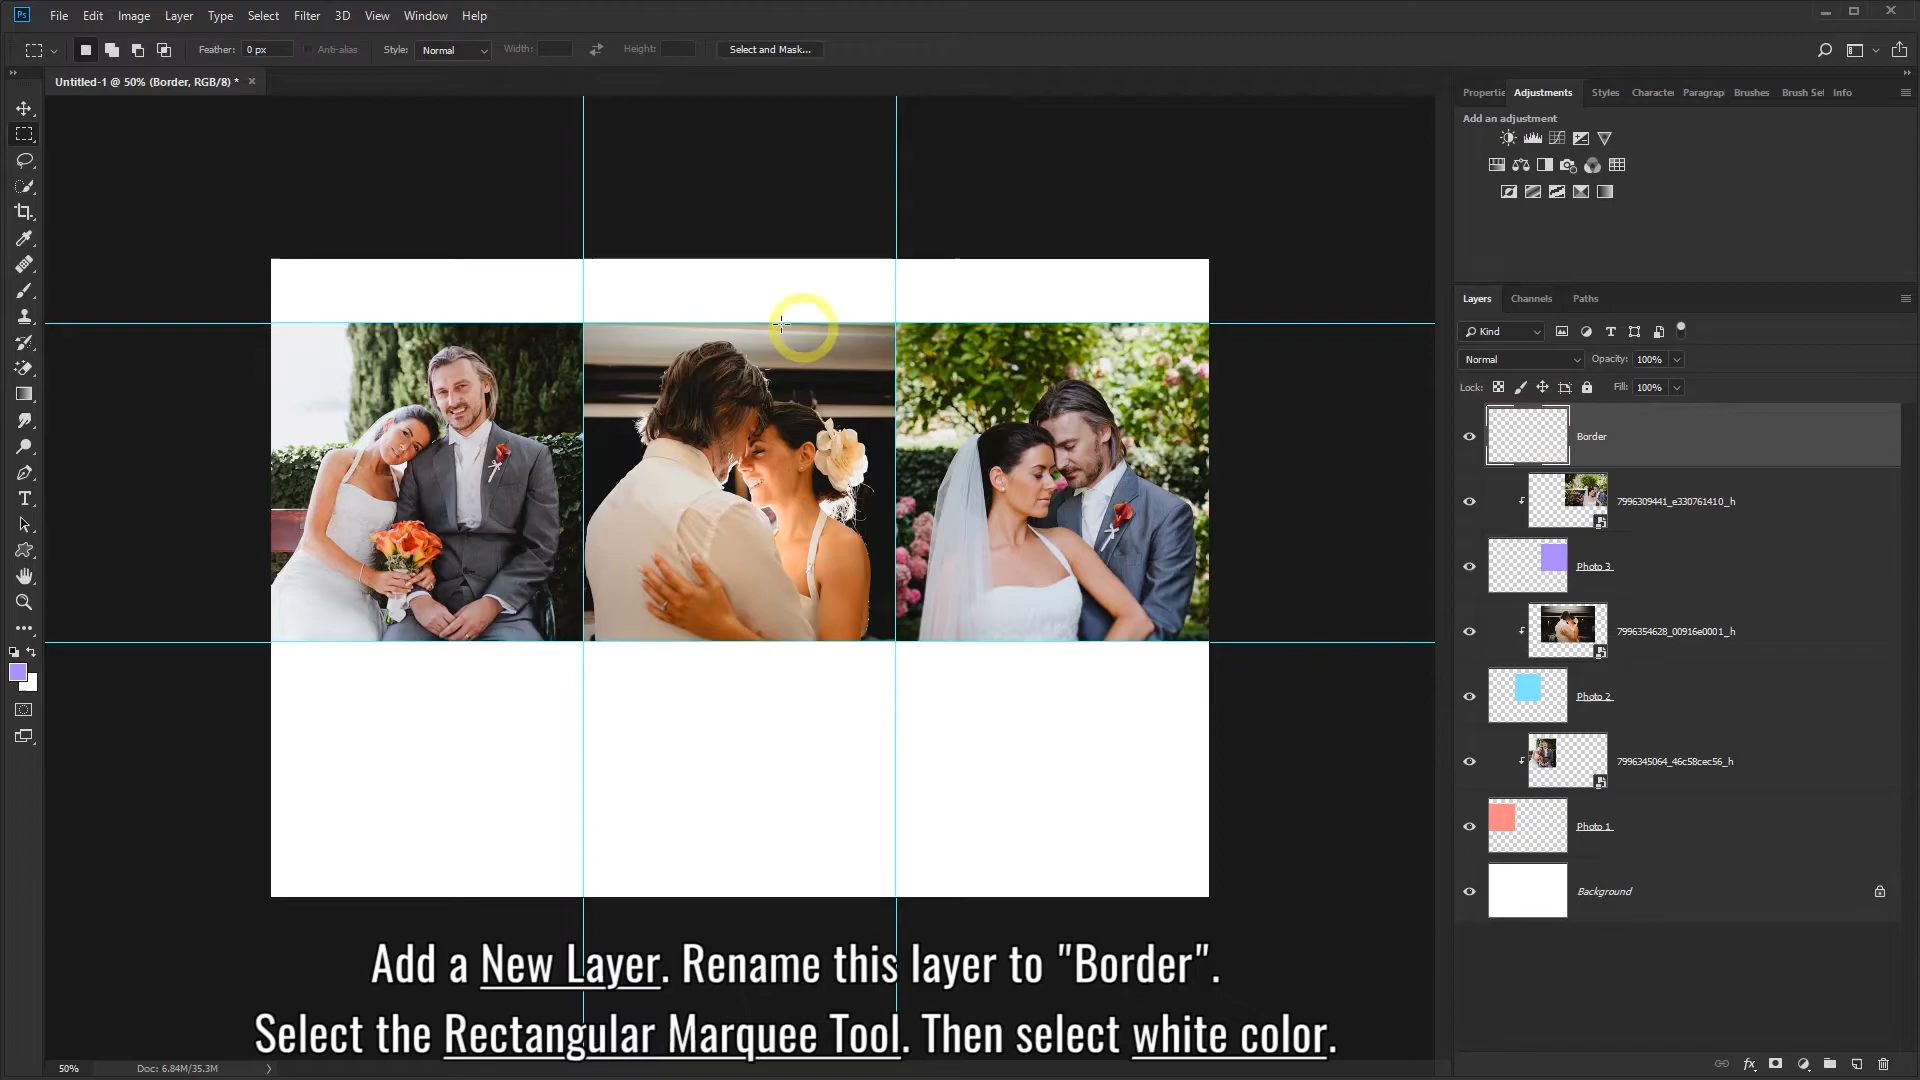 Ps File Edit Image Layer Type Select Filter 3D View Window Help
Feather: 0 px Anti-alias Style: Normal Width: Height: Select and Mask...
Untitled-1 @ 50% (Border, RGB/8) * ×
Properties Adjustments Styles Character Paragrap Brushes Brush Set Info
Add an adjustment
Layers Channels Paths
Kind
Normal Opacity: 100%
Lock: Fill: 100%
Border
7996309441_e330761410_h
Photo 3
7996354628_00916e0001_h
Photo 2
7996345064_46c58cec56_h
Photo 1
Background
Add a New Layer. Rename this layer to "Border".
Select the Rectangular Marquee Tool. Then select white color.
50% Doc: 6.84M/35.3M